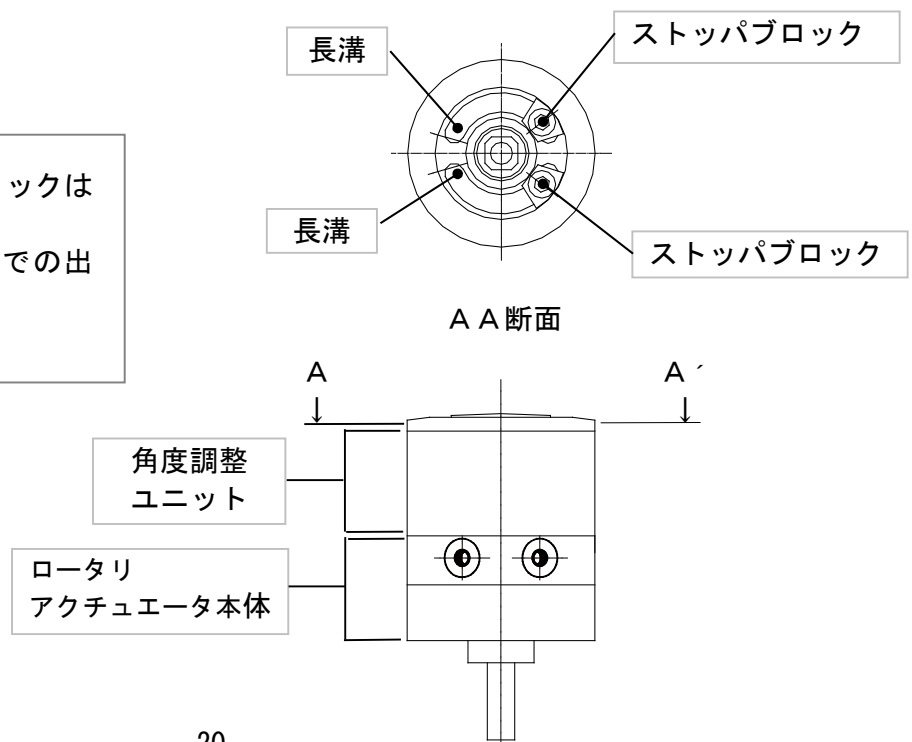 長溝
ストッパブロック
ックは
での出
長溝
ストッパブロック
ＡＡ断面
A
A´
角度調整
ユニット
ロータリ
アクチュエータ本体